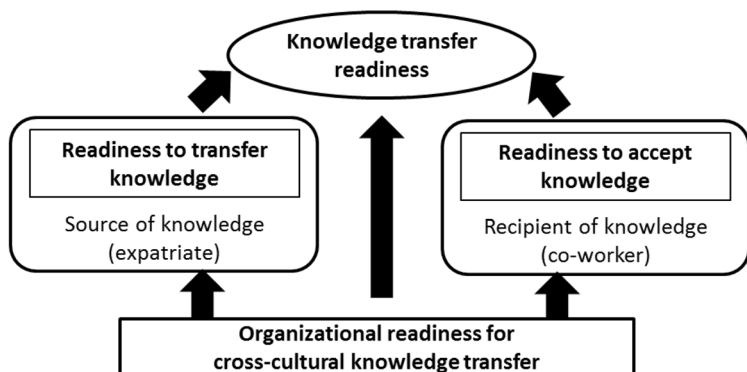 Knowledge transfer
readiness
Readiness to transfer
knowledge
Source of knowledge
(expatriate)
Readiness to accept
knowledge
Recipient of knowledge
(co-worker)
Organizational readiness for
cross-cultural knowledge transfer